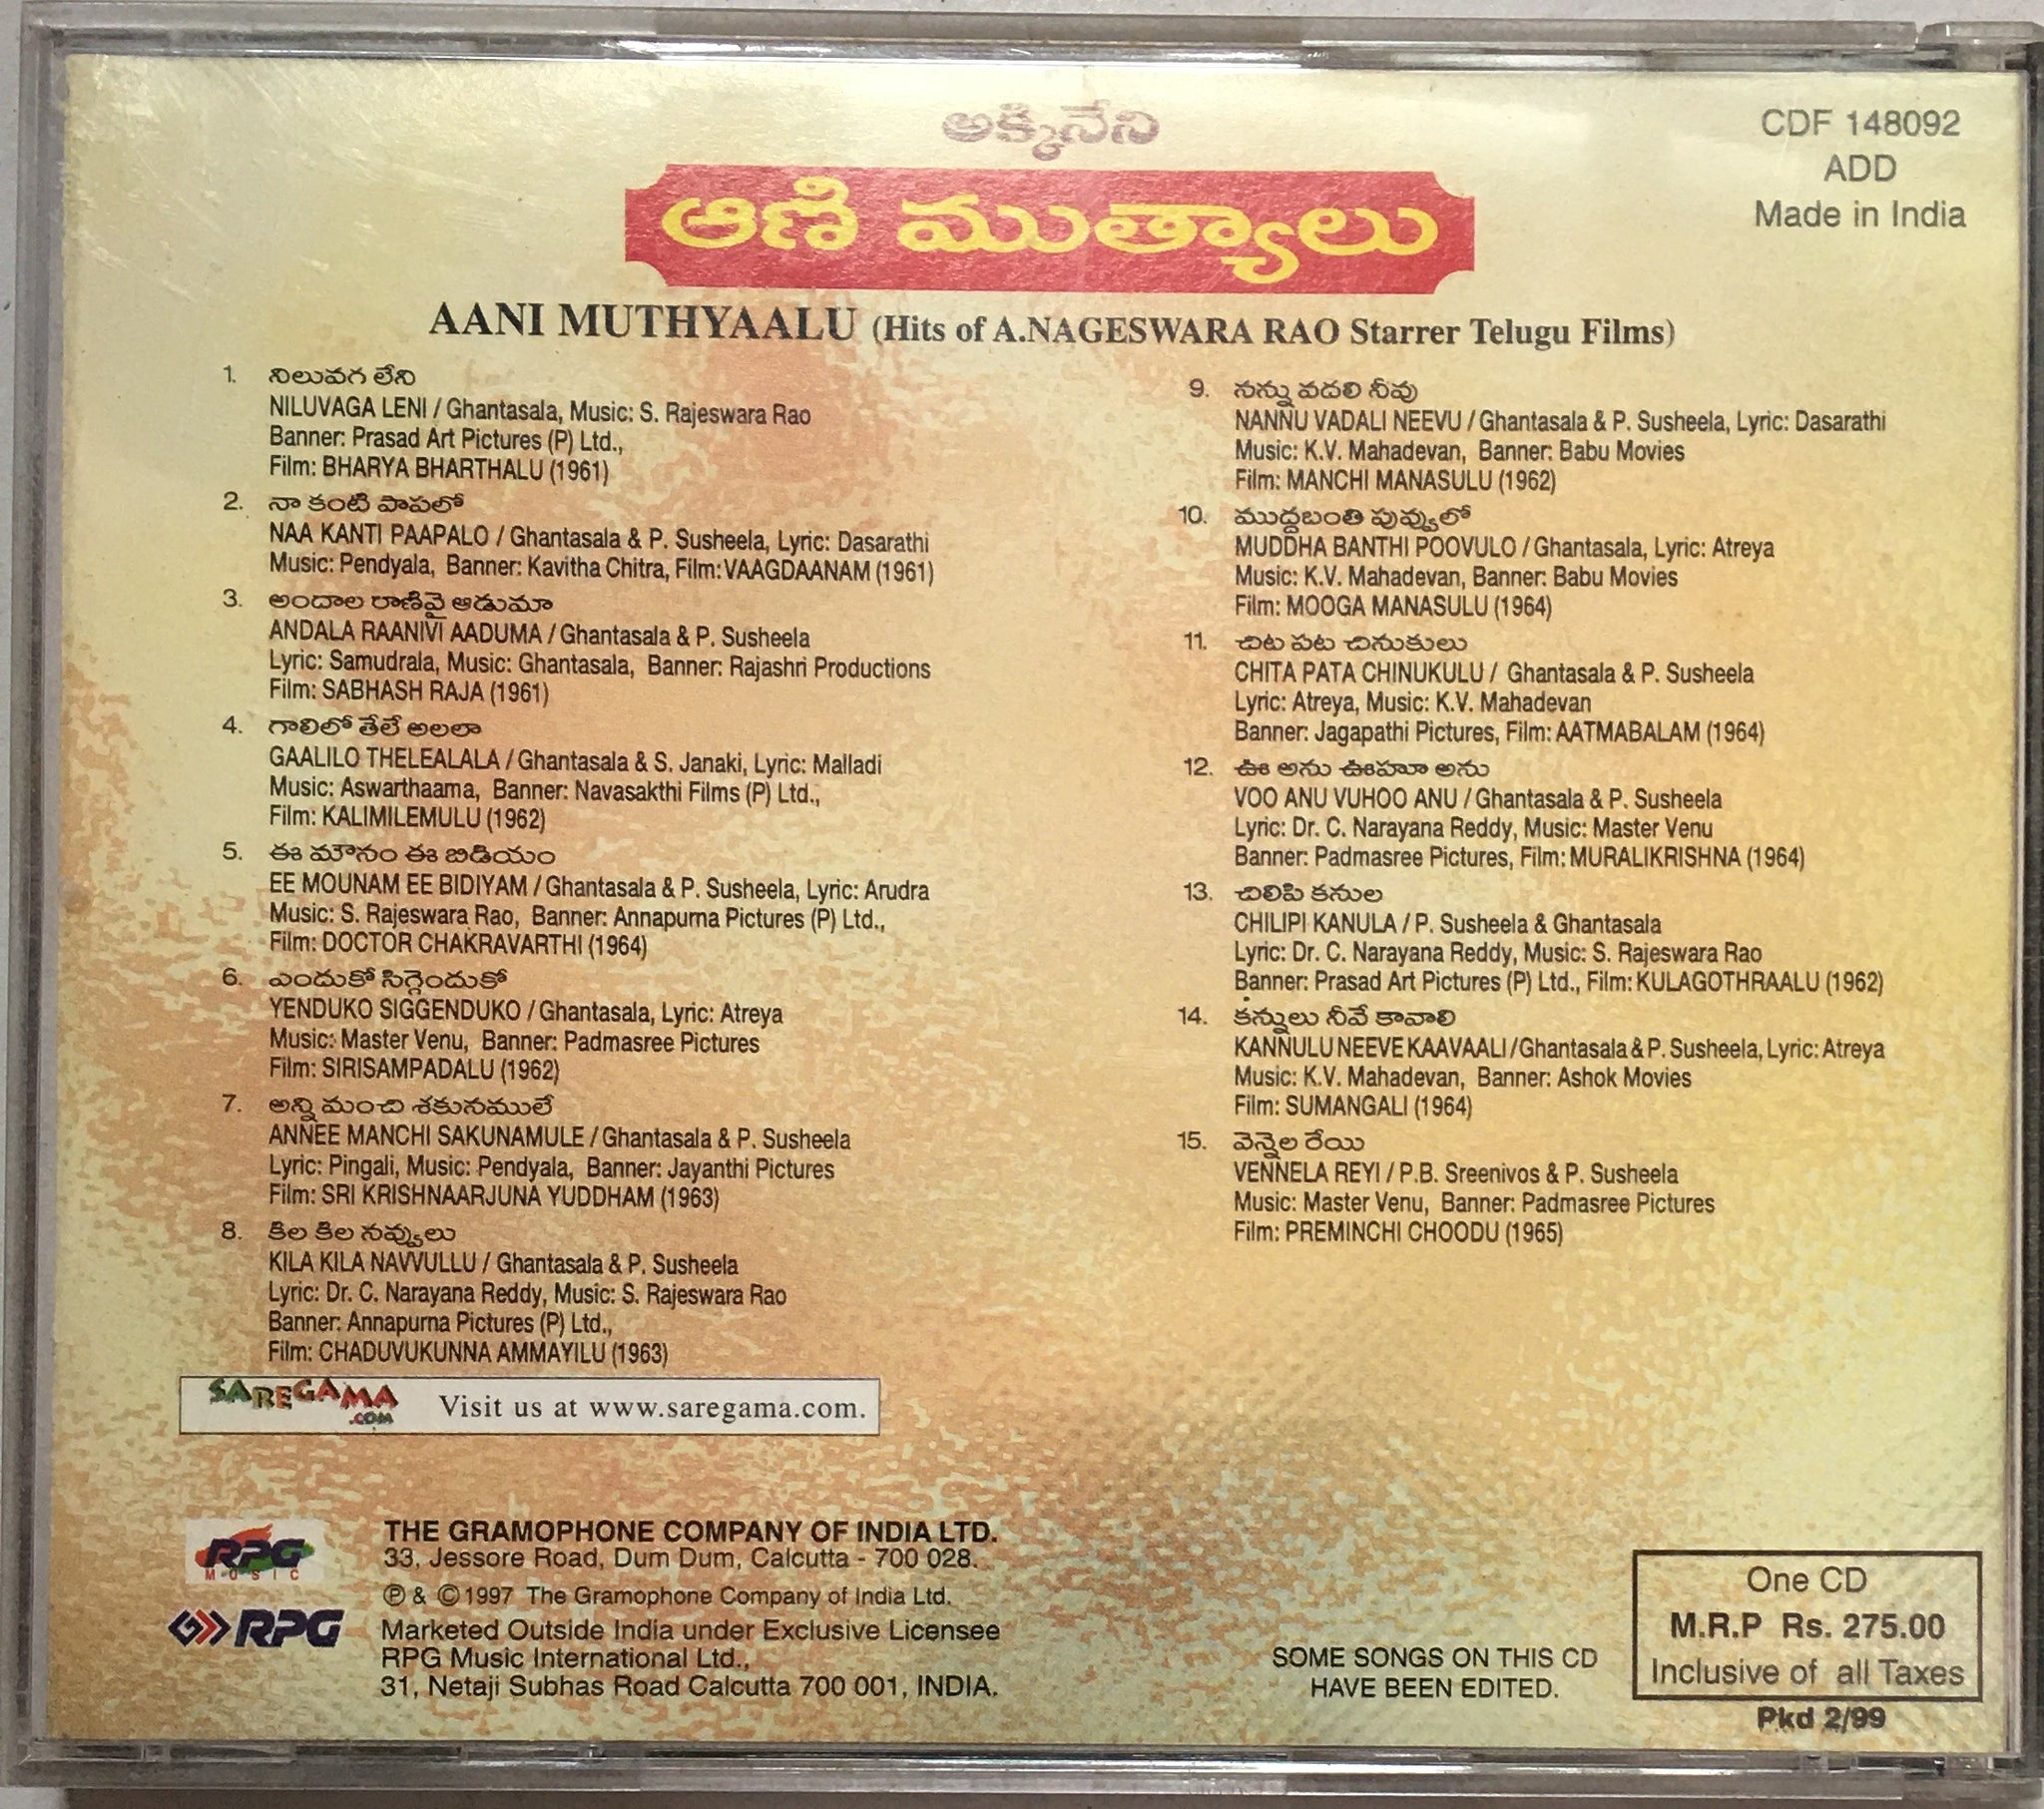 అక్కినేని
ఆణి ముత్యాలు
CDF 148092
ADD
Made in India
AANI MUTHYAALU (Hits of A.NAGESWARA RAO Starrer Telugu Films)
1. నిలువగ లేని
NILUVAGA LENI / Ghantasala, Music: S. Rajeswara Rao
Banner: Prasad Art Pictures (P) Ltd.,
Film: BHARYA BHARTHALU (1961)
2. నా కంటి పాపలో
NAA KANTI PAAPALO / Ghantasala & P. Susheela, Lyric: Dasarathi
Music: Pendyala, Banner: Kavitha Chitra, Film: VAAGDAANAM (1961)
3. అందాల రాణివై ఆడుమా
ANDALA RAANIVI AADUMA / Ghantasala & P. Susheela
Lyric: Samudrala, Music: Ghantasala, Banner: Rajashri Productions
Film: SABHASH RAJA (1961)
4. గాలిలో తేలే అలలా
GAALILO THELEALALA / Ghantasala & S. Janaki, Lyric: Malladi
Music: Aswarthaama, Banner: Navasakthi Films (P) Ltd.,
Film: KALIMILEMULU (1962)
5. ఈ మౌనం ఈ బిడియం
EE MOUNAM EE BIDIYAM / Ghantasala & P. Susheela, Lyric: Arudra
Music: S. Rajeswara Rao, Banner: Annapurna Pictures (P) Ltd.,
Film: DOCTOR CHAKRAVARTHI (1964)
6. ఎందుకో సిగ్గెందుకో
YENDUKO SIGGENDUKO / Ghantasala, Lyric: Atreya
Music: Master Venu, Banner: Padmasree Pictures
Film: SIRISAMPADALU (1962)
7. అన్ని మంచి శకునములే
ANNEE MANCHI SAKUNAMULE / Ghantasala & P. Susheela
Lyric: Pingali, Music: Pendyala, Banner: Jayanthi Pictures
Film: SRI KRISHNAARJUNA YUDDHAM (1963)
8. కిల కిల నవ్వులు
KILA KILA NAVVULLU / Ghantasala & P. Susheela
Lyric: Dr. C. Narayana Reddy, Music: S. Rajeswara Rao
Banner: Annapurna Pictures (P) Ltd.,
Film: CHADUVUKUNNA AMMAYILU (1963)
9. నన్ను వదలి నీవు
NANNU VADALI NEEVU / Ghantasala & P. Susheela, Lyric: Dasarathi
Music: K.V. Mahadevan, Banner: Babu Movies
Film: MANCHI MANASULU (1962)
10. ముద్దబంతి పువ్వులో
MUDDHA BANTHI POOVULO / Ghantasala, Lyric: Atreya
Music: K.V. Mahadevan, Banner: Babu Movies
Film: MOOGA MANASULU (1964)
11. చిట పట చినుకులు
CHITA PATA CHINUKULU / Ghantasala & P. Susheela
Lyric: Atreya, Music: K.V. Mahadevan
Banner: Jagapathi Pictures, Film: AATMABALAM (1964)
12. ఊ అను ఊహూ అను
VOO ANU VUHOO ANU / Ghantasala & P. Susheela
Lyric: Dr. C. Narayana Reddy, Music: Master Venu
Banner: Padmasree Pictures, Film: MURALIKRISHNA (1964)
13. చిలిపి కనుల
CHILIPI KANULA / P. Susheela & Ghantasala
Lyric: Dr. C. Narayana Reddy, Music: S. Rajeswara Rao
Banner: Prasad Art Pictures (P) Ltd., Film: KULAGOTHRAALU (1962)
14. కన్నులు నీవే కావాలి
KANNULU NEEVE KAAVAALI / Ghantasala & P. Susheela, Lyric: Atreya
Music: K.V. Mahadevan, Banner: Ashok Movies
Film: SUMANGALI (1964)
15. వెన్నెల రేయి
VENNELA REYI / P.B. Sreenivos & P. Susheela
Music: Master Venu, Banner: Padmasree Pictures
Film: PREMINCHI CHOODU (1965)
SAREGAMA .COM Visit us at www.saregama.com.
RPG MUSIC
RPG
THE GRAMOPHONE COMPANY OF INDIA LTD.
33, Jessore Road, Dum Dum, Calcutta - 700 028.
Ⓟ & © 1997 The Gramophone Company of India Ltd.
Marketed Outside India under Exclusive Licensee
RPG Music International Ltd.,
31, Netaji Subhas Road Calcutta 700 001, INDIA.
SOME SONGS ON THIS CD
HAVE BEEN EDITED.
One CD
M.R.P Rs. 275.00
Inclusive of all Taxes
Pkd 2/99